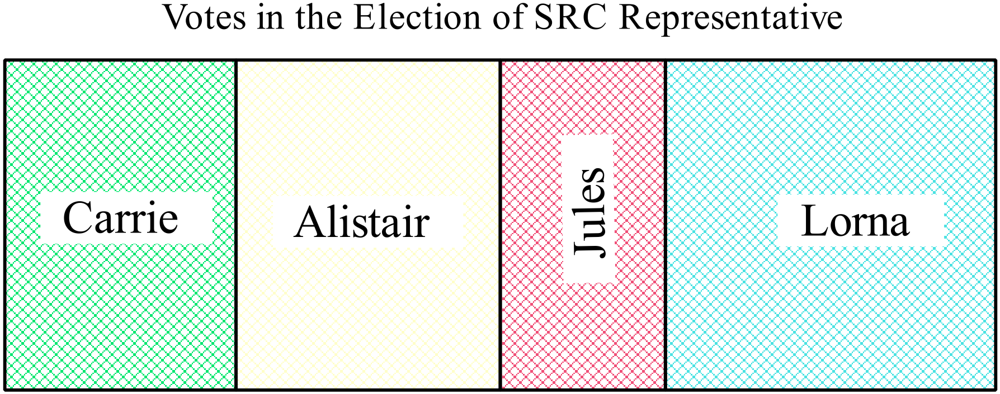 Votes in the Election of SRC Representative
Carrie
Alistair
Jules
Lorna